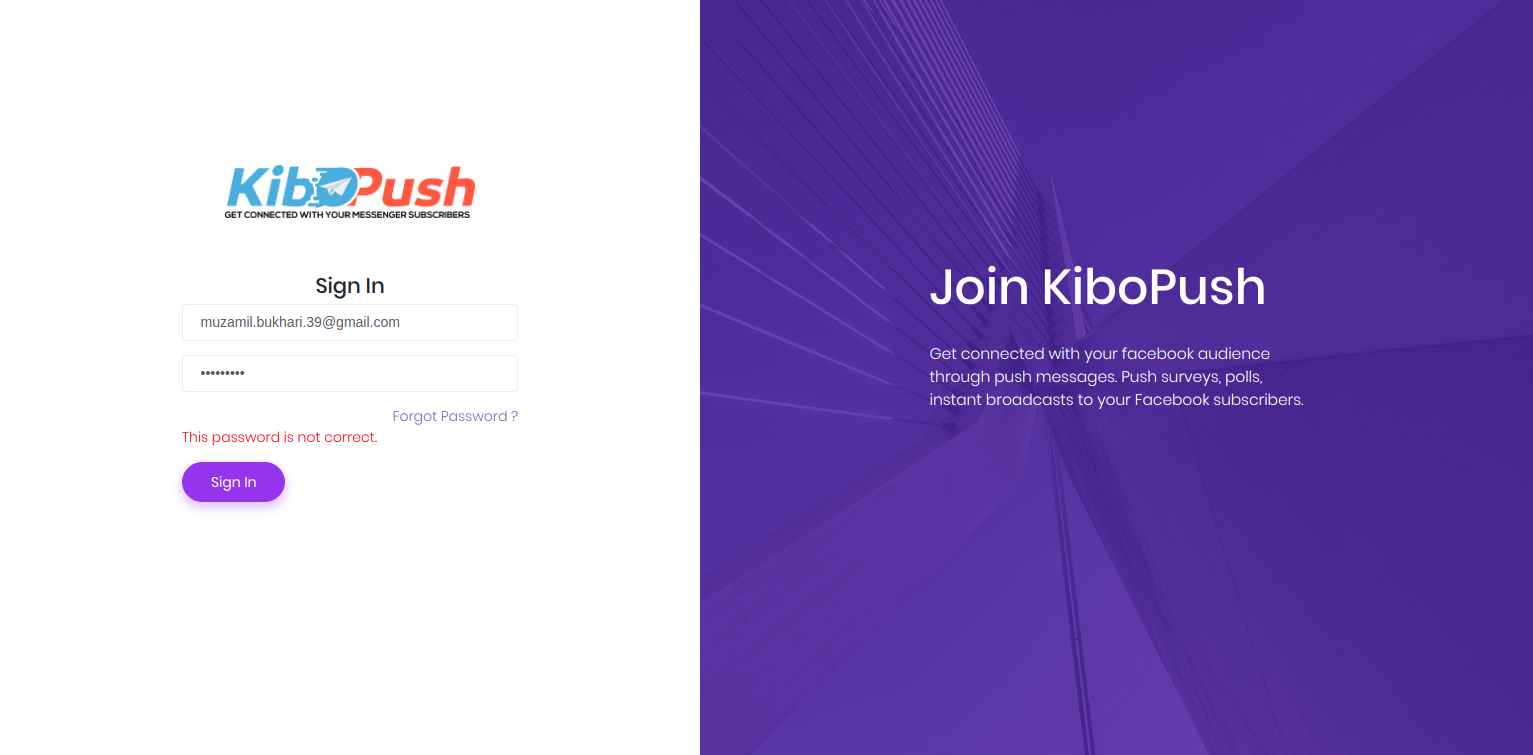 KiboPush
GET CONNECTED WITH YOUR MESSENGER SUBSCRIBERS
Sign In
muzamil.bukhari.39@gmail.com
•••••••••
Forgot Password ?
This password is not correct.
Sign In
Join KiboPush
Get connected with your facebook audience
through push messages. Push surveys, polls,
instant broadcasts to your Facebook subscribers.